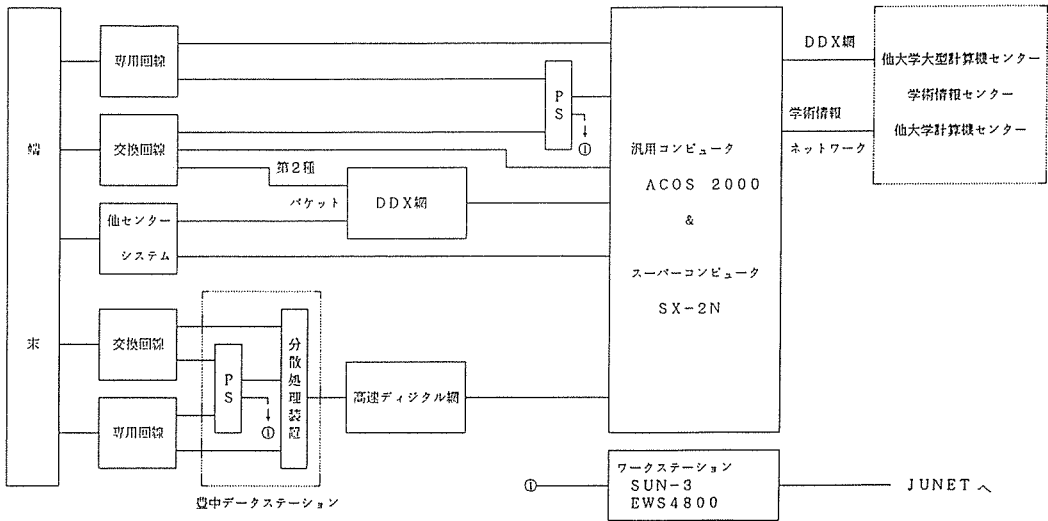 端
末
専用回線
交換回線
第2種
パケット
他センター
システム
DDX網
PS
①
汎用コンピュータ
ACOS 2000
&
スーパーコンピュータ
SX-2N
DDX網
学術情報
ネットワーク
他大学大型計算機センター
学術情報センター
他大学計算機センター
交換回線
専用回線
PS
①
分散処理装置
豊中データステーション
高速ディジタル網
①
ワークステーション
SUN-3
EWS4800
JUNETへ